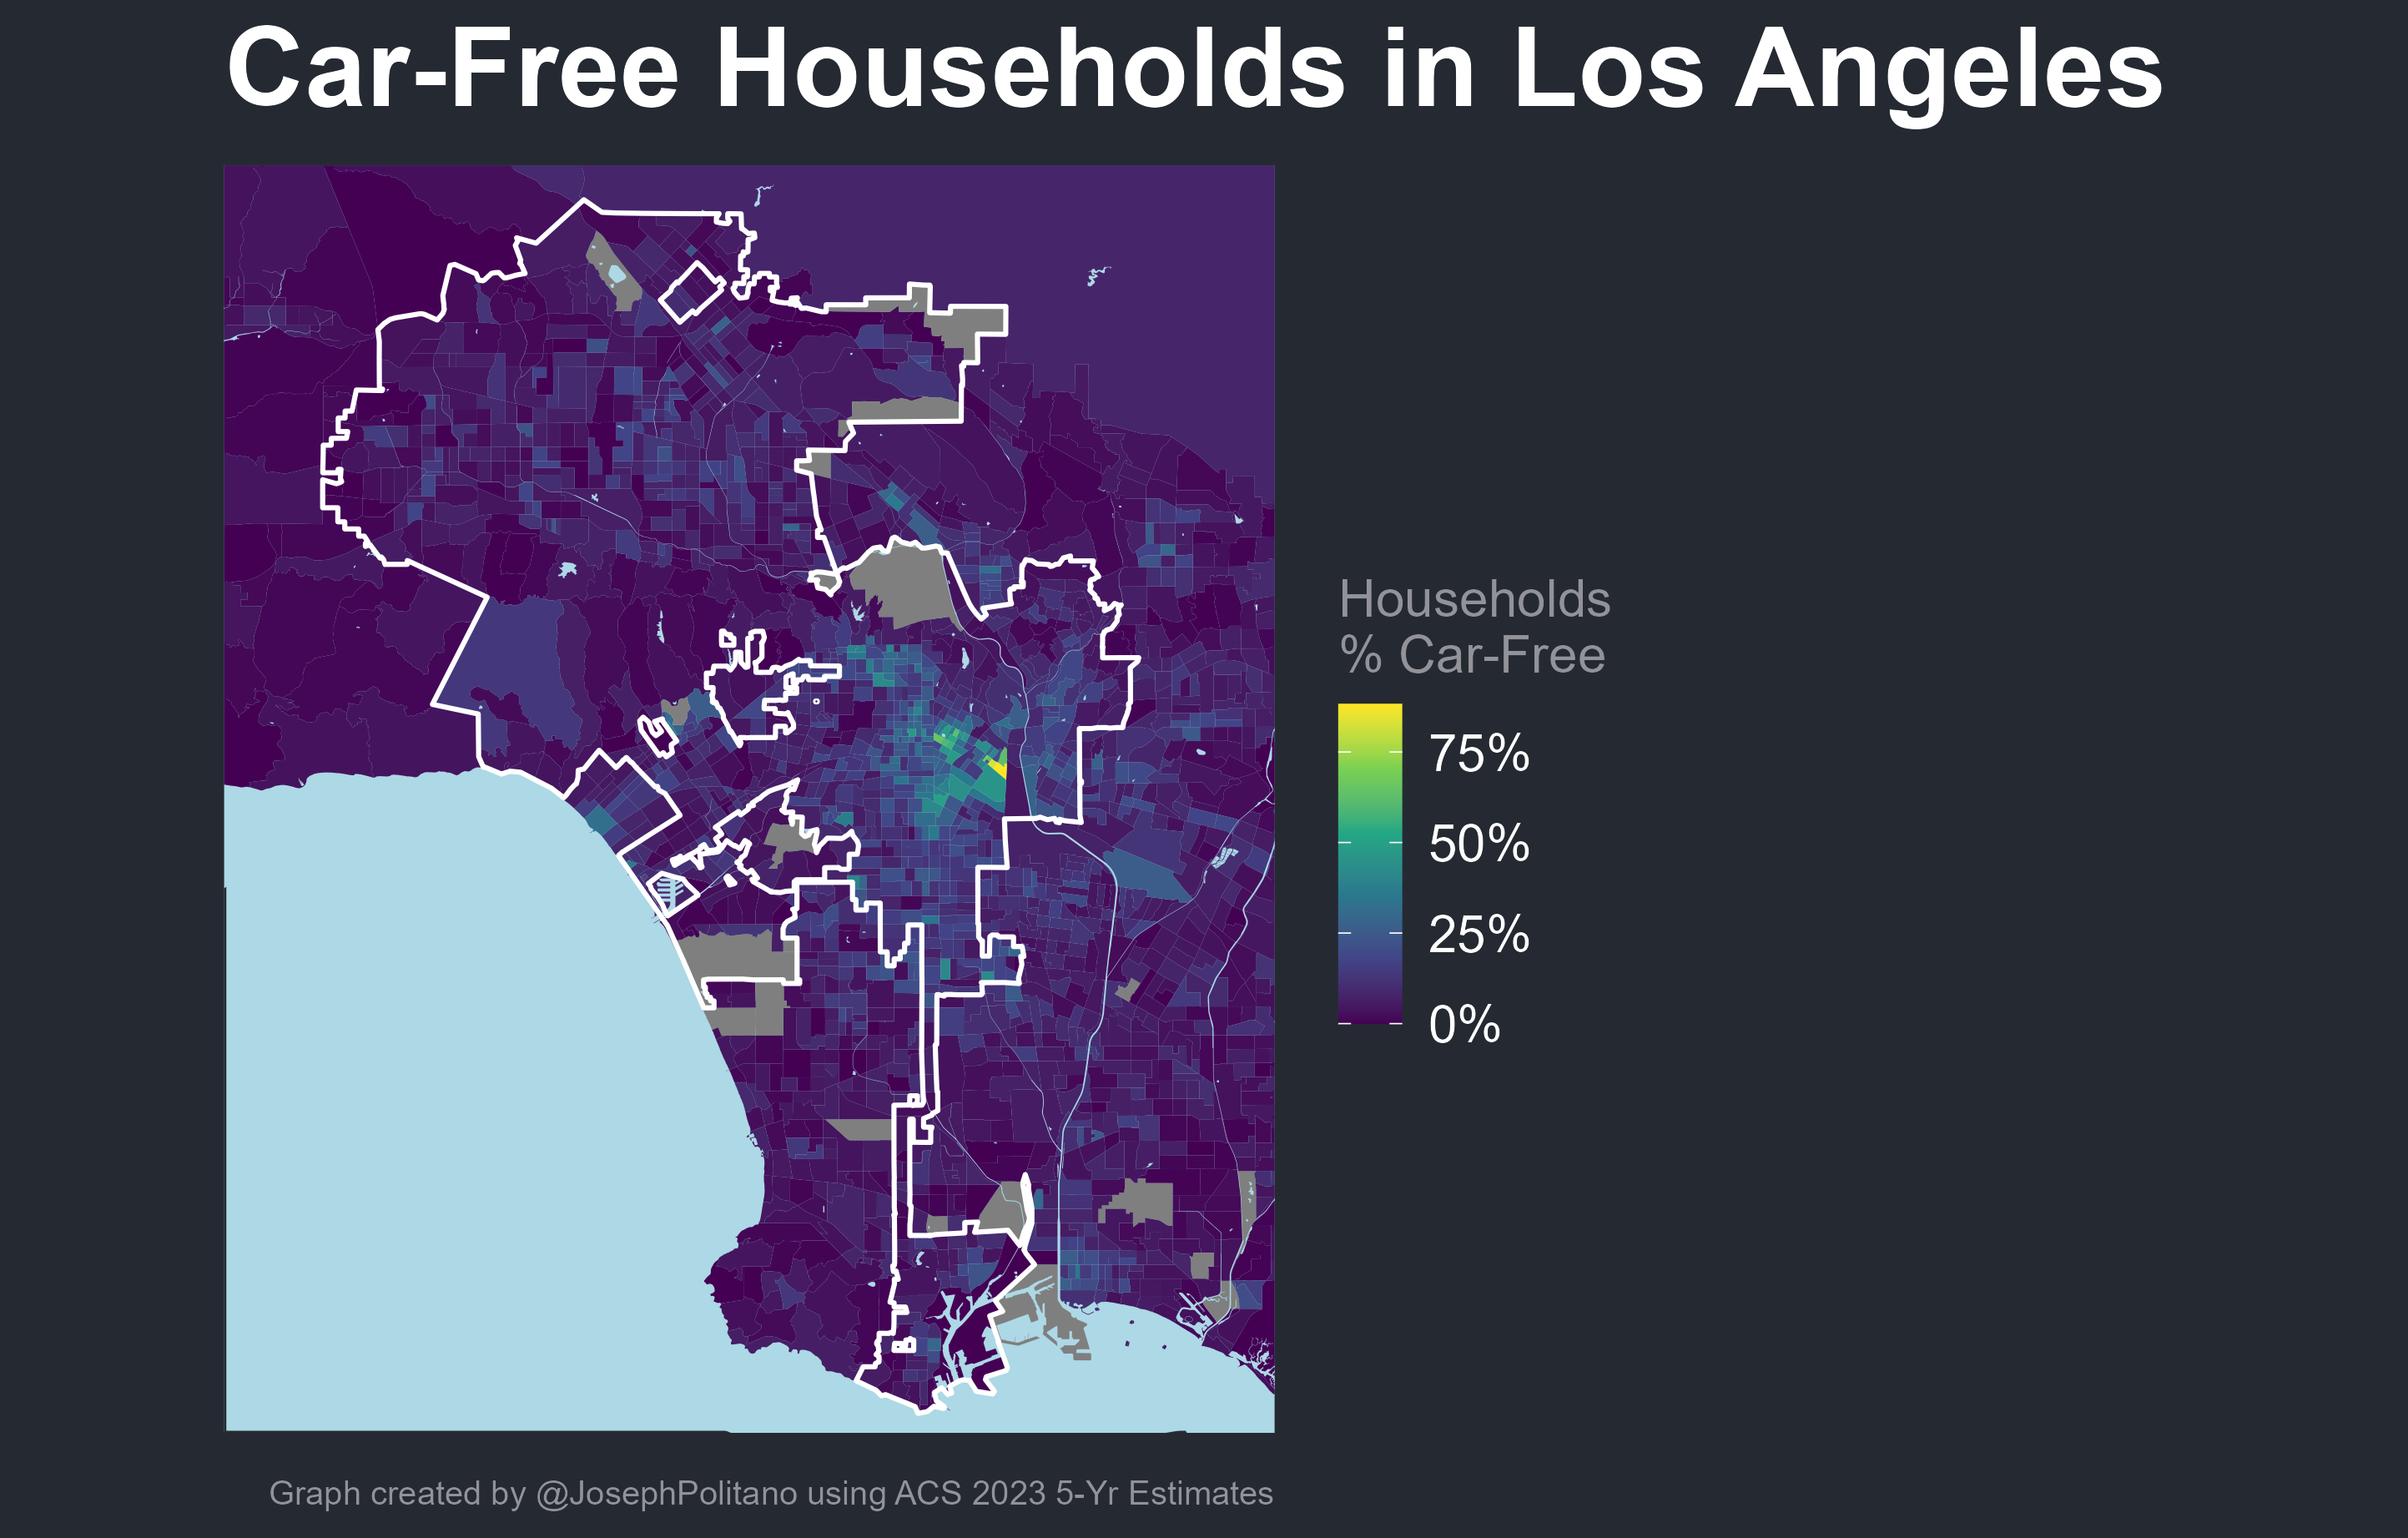 Car-Free Households in Los Angeles
Households
% Car-Free
75%
50%
25%
0%
Graph created by @JosephPolitano using ACS 2023 5-Yr Estimates